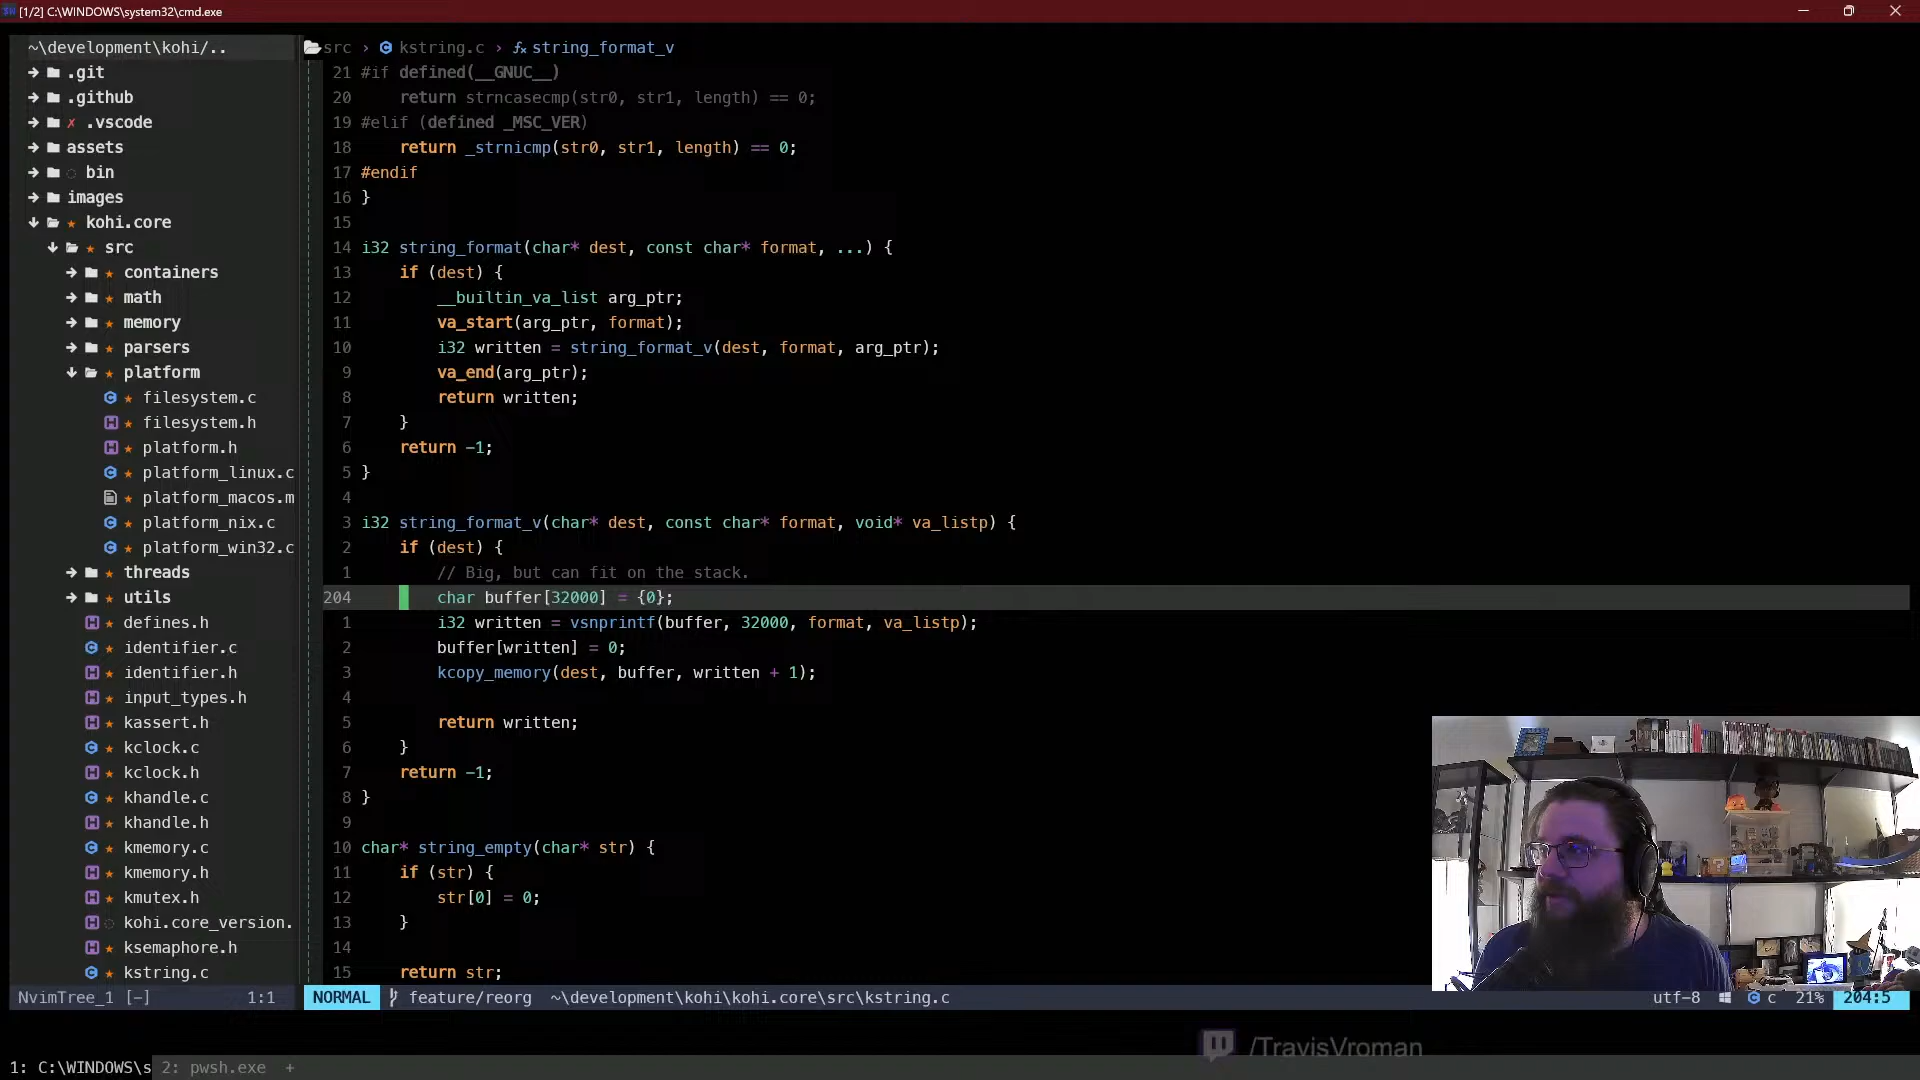 [1/2] C:\WINDOWS\system32\cmd.exe
~\development\kohi/..
.git
.github
✗ .vscode
assets
bin
images
kohi.core
src
containers
math
memory
parsers
platform
filesystem.c
filesystem.h
platform.h
platform_linux.c
platform_macos.m
platform_nix.c
platform_win32.c
threads
utils
defines.h
identifier.c
identifier.h
input_types.h
kassert.h
kclock.c
kclock.h
khandle.c
khandle.h
kmemory.c
kmemory.h
kmutex.h
kohi.core_version.
ksemaphore.h
kstring.c
NvimTree_1 [-] 1:1
src › kstring.c › fx string_format_v
21 #if defined(__GNUC__)
20     return strncasecmp(str0, str1, length) == 0;
19 #elif (defined _MSC_VER)
18     return _strnicmp(str0, str1, length) == 0;
17 #endif
16 }
15
14 i32 string_format(char* dest, const char* format, ...) {
13     if (dest) {
12         __builtin_va_list arg_ptr;
11         va_start(arg_ptr, format);
10         i32 written = string_format_v(dest, format, arg_ptr);
9         va_end(arg_ptr);
8         return written;
7     }
6     return -1;
5 }
4
3 i32 string_format_v(char* dest, const char* format, void* va_listp) {
2     if (dest) {
1         // Big, but can fit on the stack.
204         char buffer[32000] = {0};
1         i32 written = vsnprintf(buffer, 32000, format, va_listp);
2         buffer[written] = 0;
3         kcopy_memory(dest, buffer, written + 1);
4
5         return written;
6     }
7     return -1;
8 }
9
10 char* string_empty(char* str) {
11     if (str) {
12         str[0] = 0;
13     }
14
15     return str;
NORMAL feature/reorg ~\development\kohi\kohi.core\src\kstring.c utf-8 c 21% 204:5
/TravisVroman
1: C:\WINDOWS\s 2: pwsh.exe +